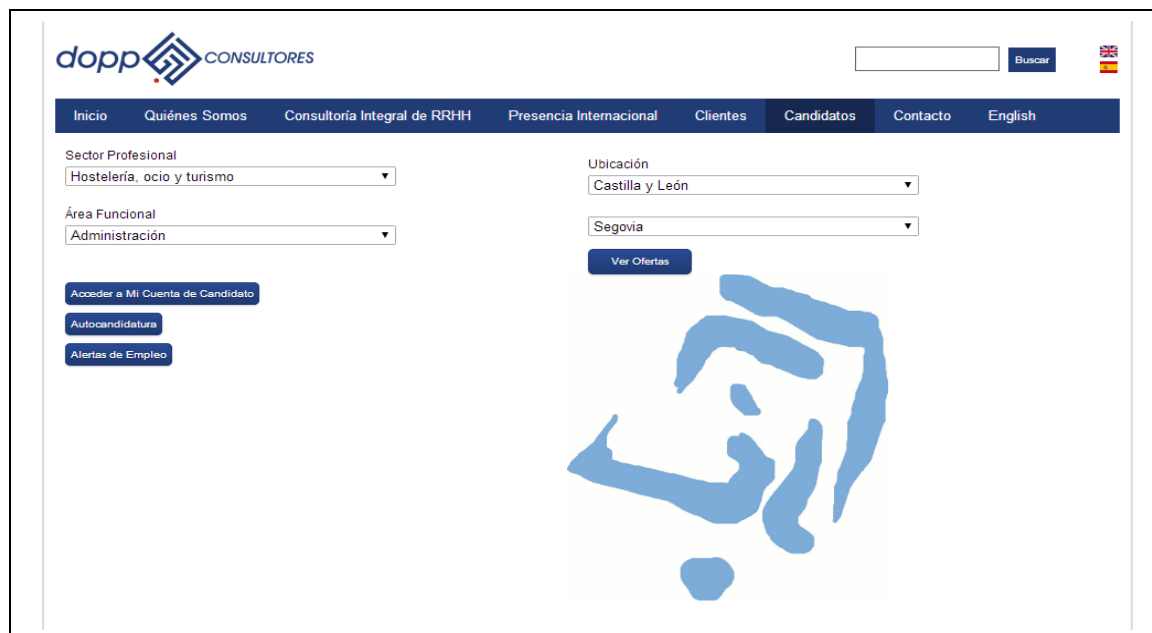 dopp CONSULTORES
Buscar
Inicio Quiénes Somos Consultoría Integral de RRHH Presencia Internacional Clientes Candidatos Contacto English
Sector Profesional
Hostelería, ocio y turismo
Área Funcional
Administración
Ubicación
Castilla y León
Segovia
Ver Ofertas
Acceder a Mi Cuenta de Candidato
Autocandidatura
Alertas de Empleo